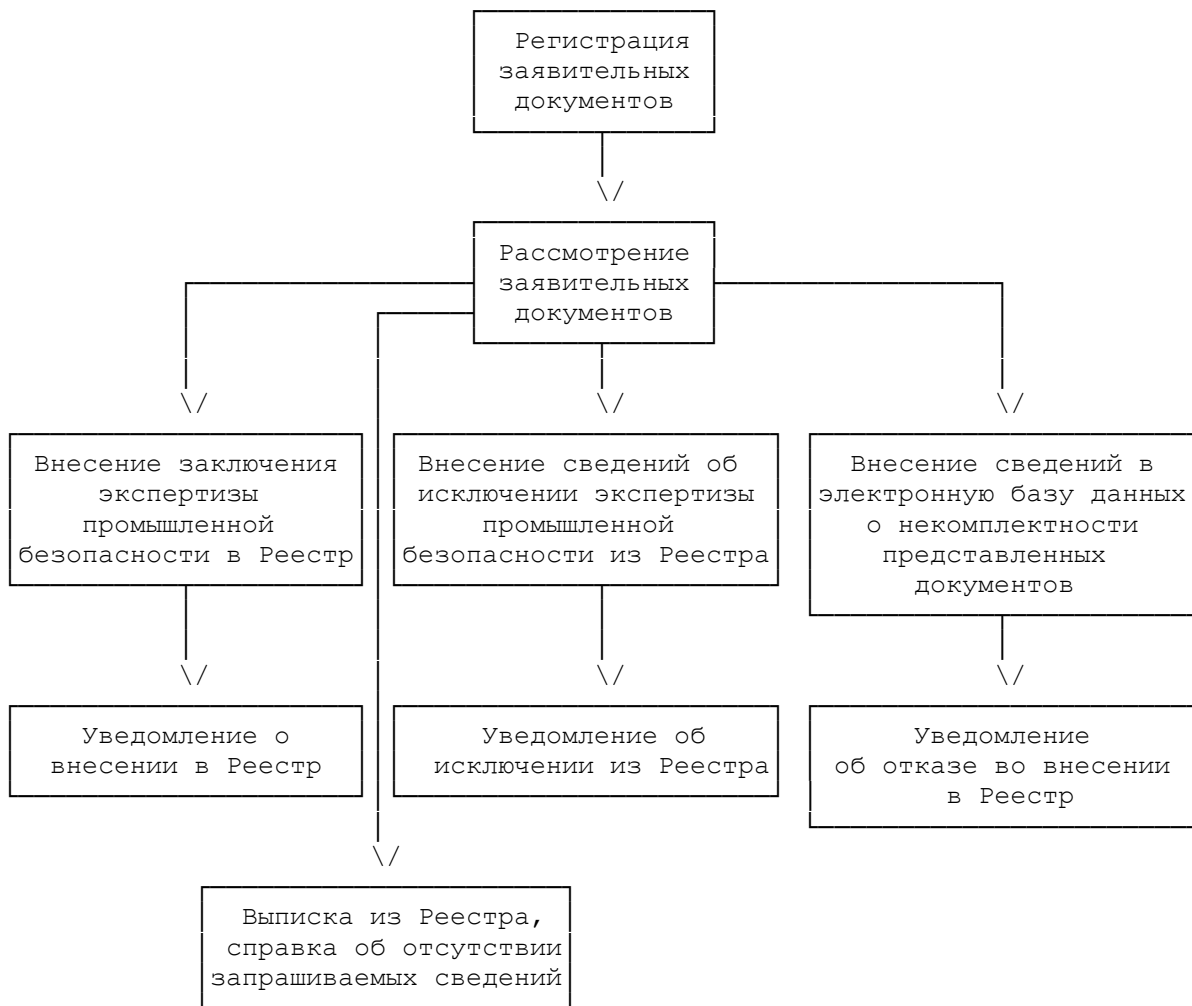 Регистрация
заявительных
документов
Рассмотрение
заявительных
документов
Внесение заключения
экспертизы
промышленной
безопасности в Реестр
Внесение сведений об
исключении экспертизы
промышленной
безопасности из Реестра
Внесение сведений в
электронную базу данных
о некомплектности
представленных
документов
Уведомление о
внесении в Реестр
Уведомление об
исключении из Реестра
Уведомление
об отказе во внесении
в Реестр
Выписка из Реестра,
справка об отсутствии
запрашиваемых сведений